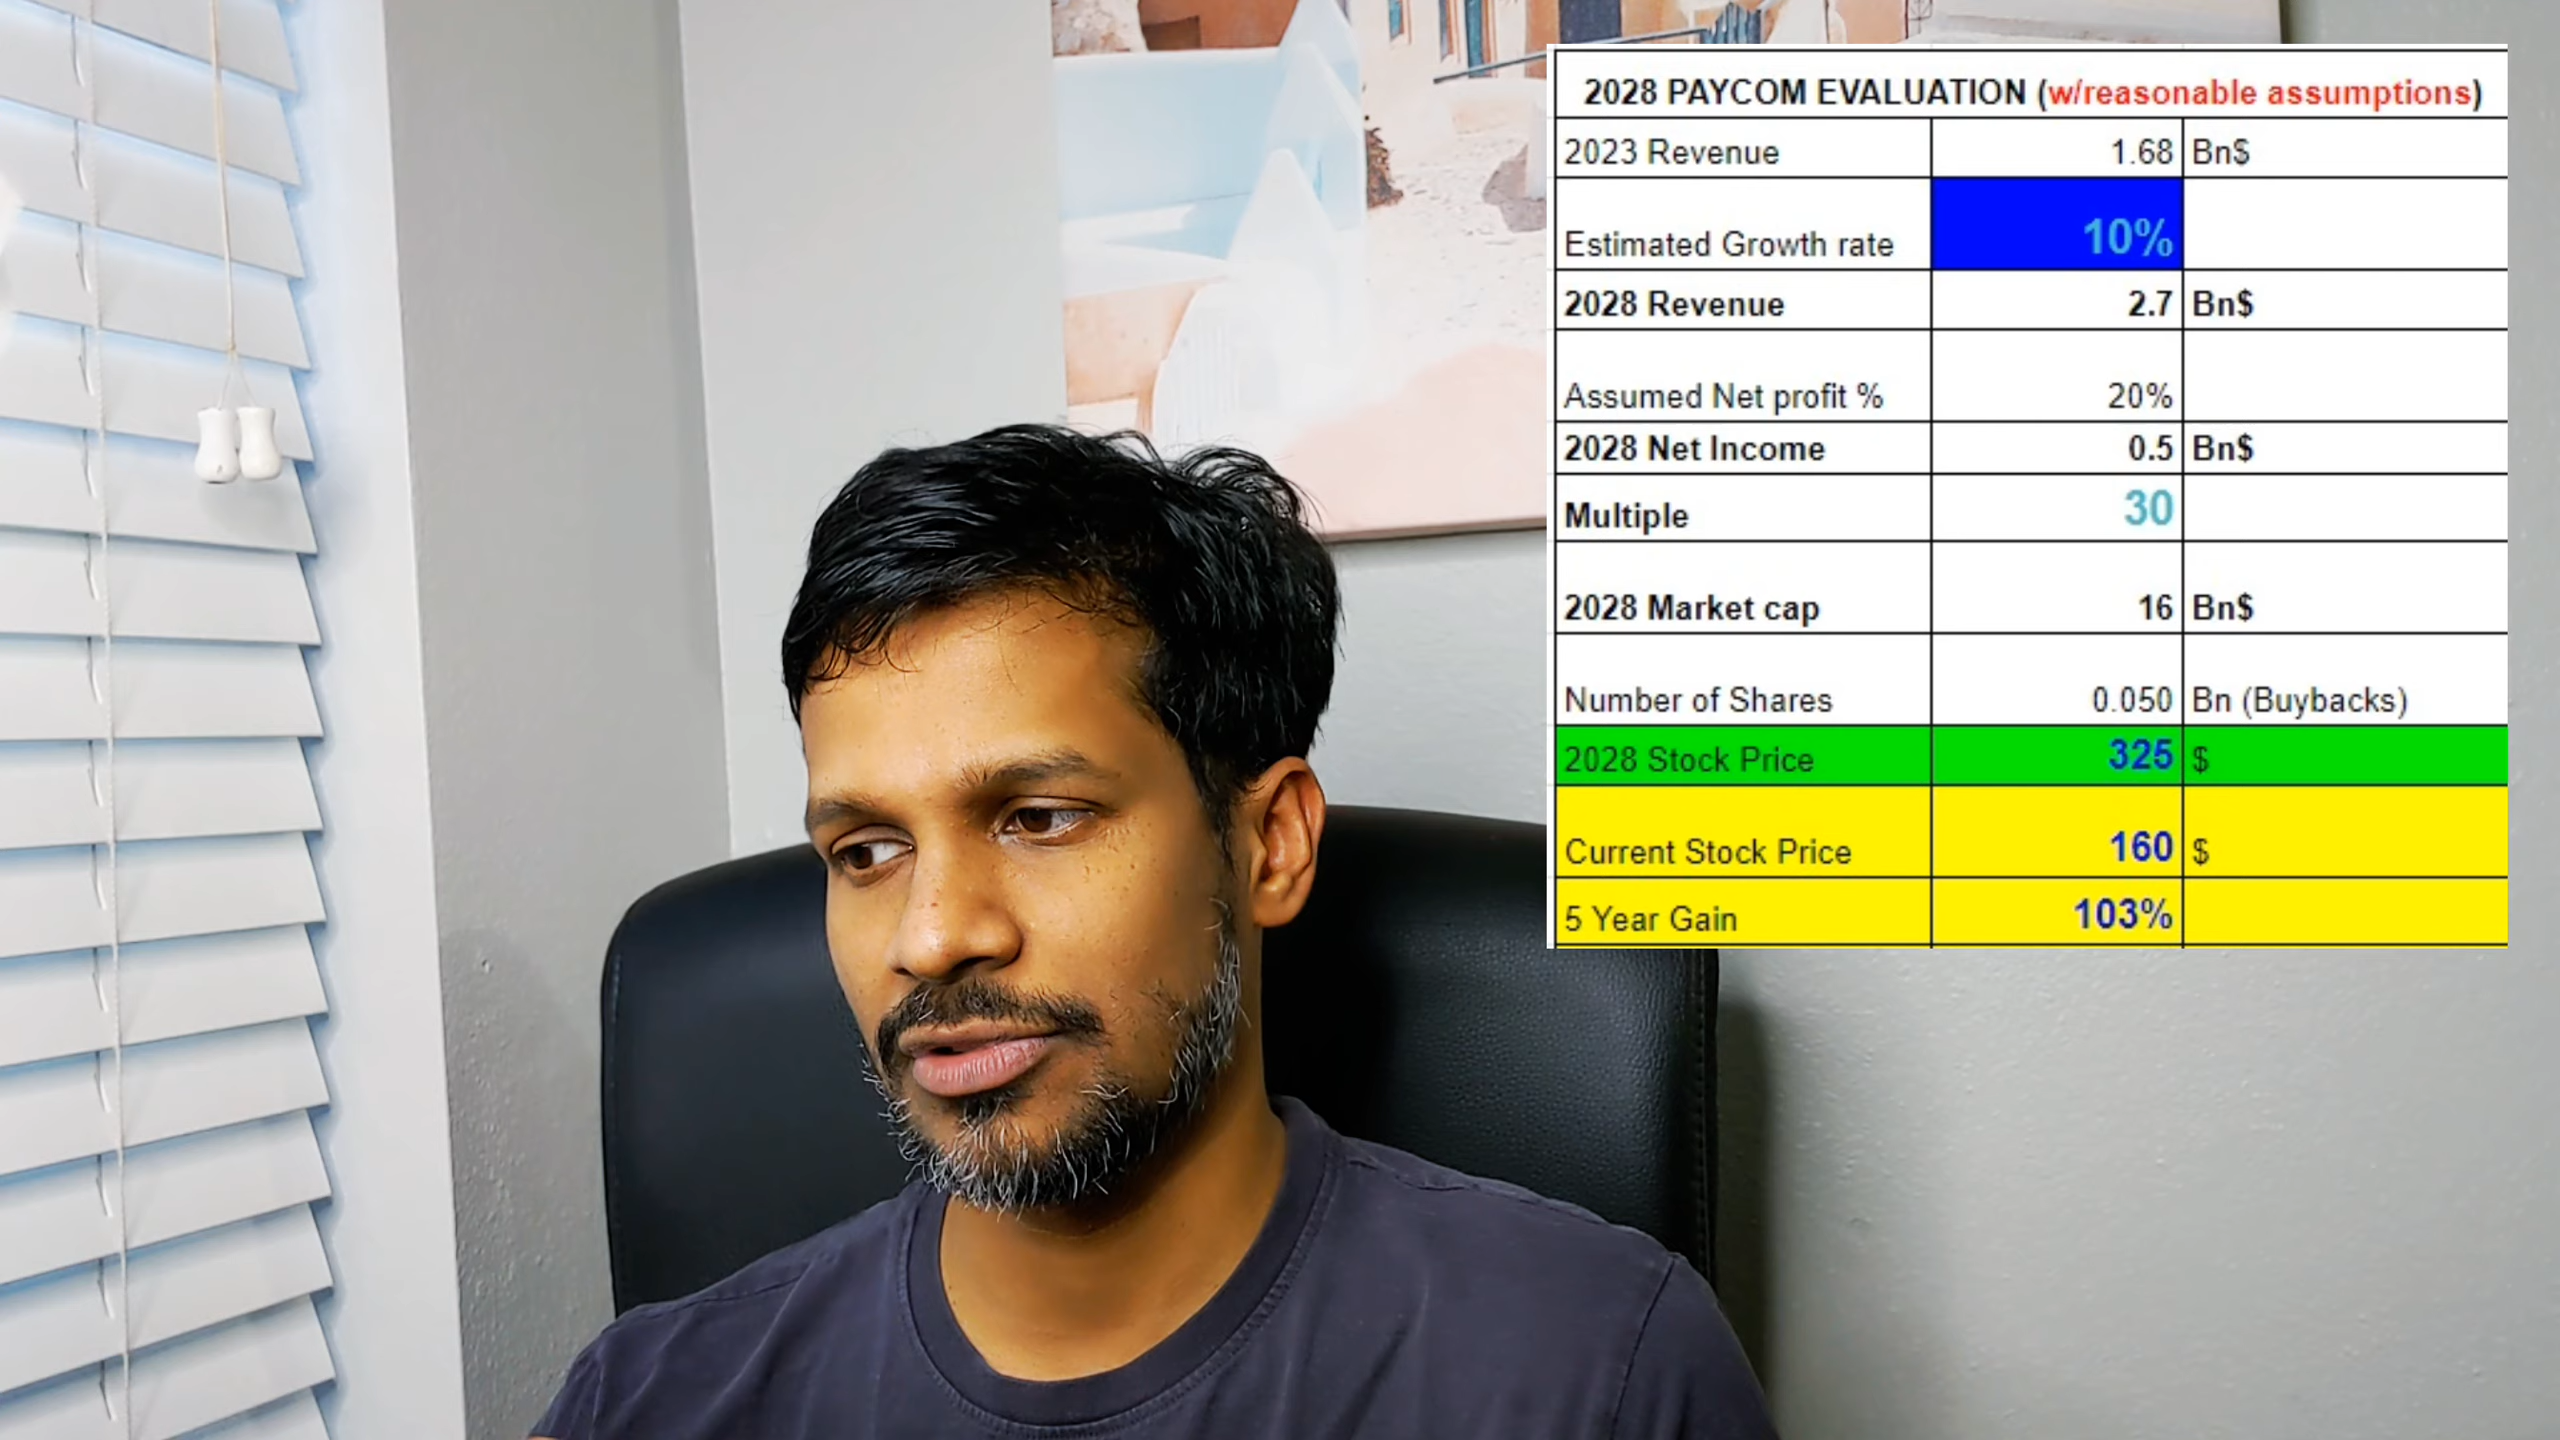 2028 PAYCOM EVALUATION (w/reasonable assumptions)
2023 Revenue 1.68 Bn$
Estimated Growth rate 10%
2028 Revenue 2.7 Bn$
Assumed Net profit % 20%
2028 Net Income 0.5 Bn$
Multiple 30
2028 Market cap 16 Bn$
Number of Shares 0.050 Bn (Buybacks)
2028 Stock Price 325 $
Current Stock Price 160 $
5 Year Gain 103%